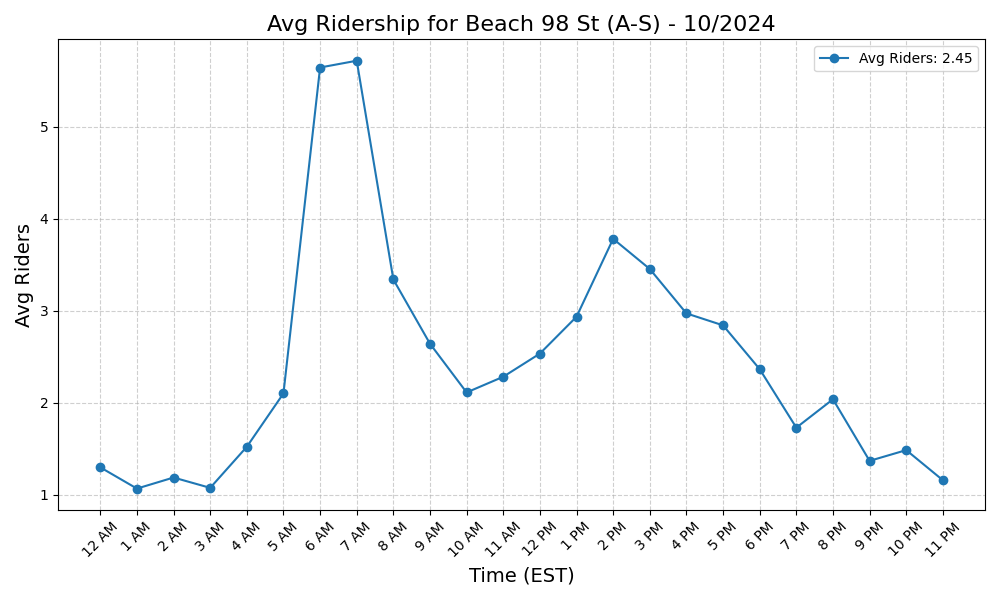 Avg Ridership for Beach 98 St (A-S) - 10/2024
Avg Riders: 2.45
Avg Riders
5
4
3
2
1
12 AM
1 AM
2 AM
3 AM
4 AM
5 AM
6 AM
7 AM
8 AM
9 AM
10 AM
11 AM
12 PM
1 PM
2 PM
3 PM
4 PM
5 PM
6 PM
7 PM
8 PM
9 PM
10 PM
11 PM
Time (EST)